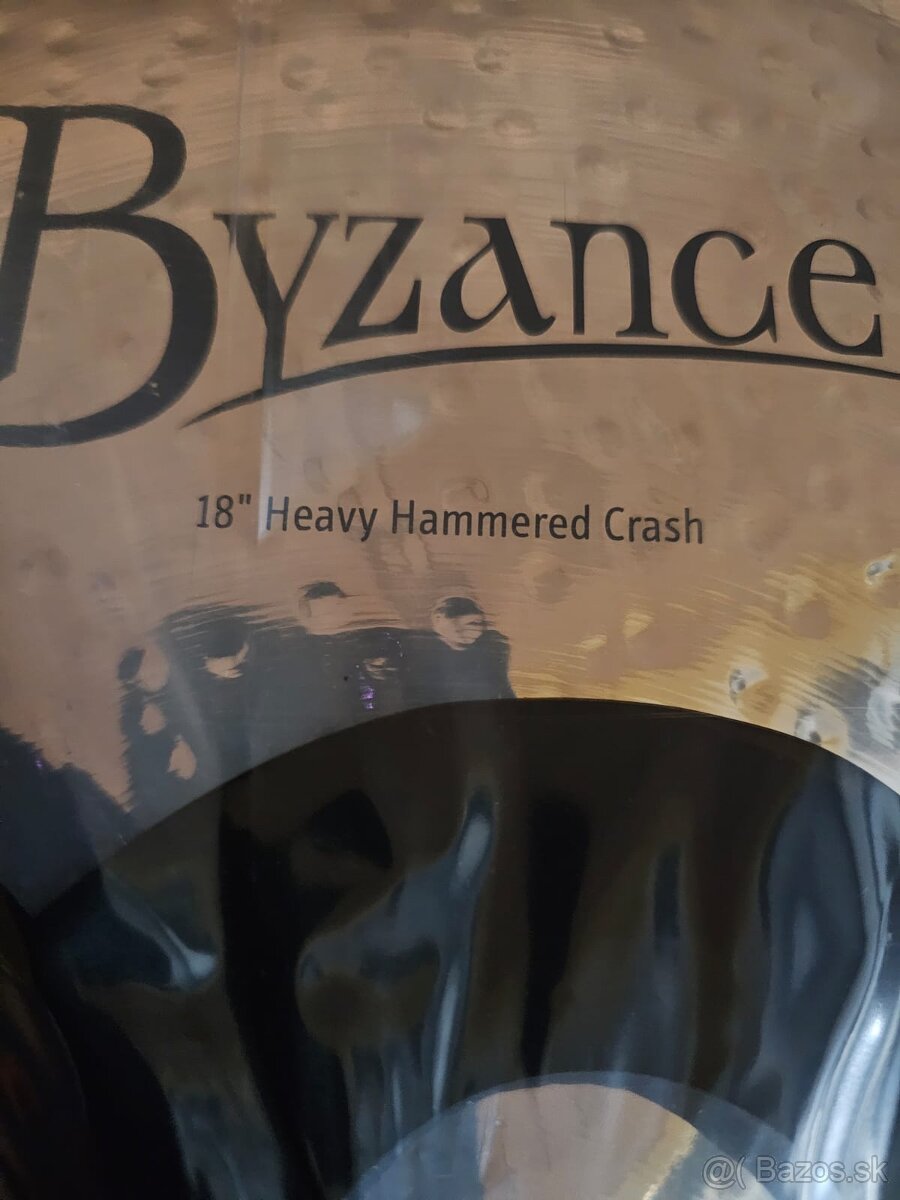 Byzance
18" Heavy Hammered Crash
@( Bazos.sk